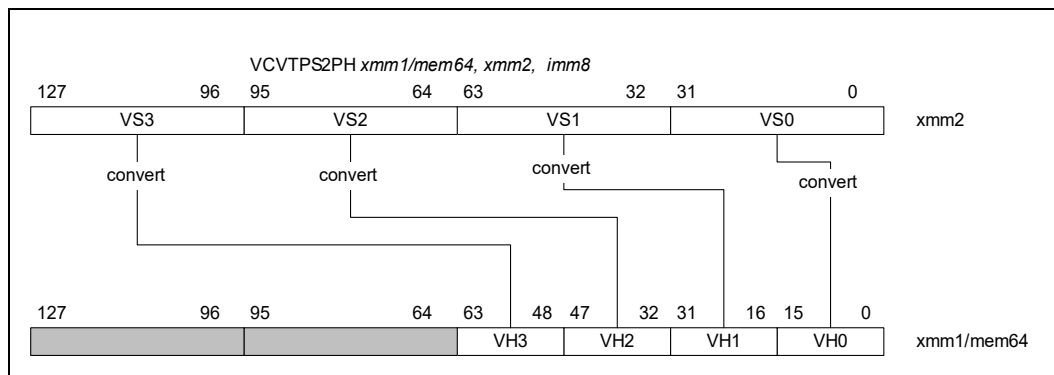 VCVTPS2PH xmm1/mem64, xmm2, imm8
127 96 95 64 63 32 31 0
VS3 VS2 VS1 VS0 xmm2
convert convert convert convert
127 96 95 64 63 48 47 32 31 16 15 0
VH3 VH2 VH1 VH0 xmm1/mem64